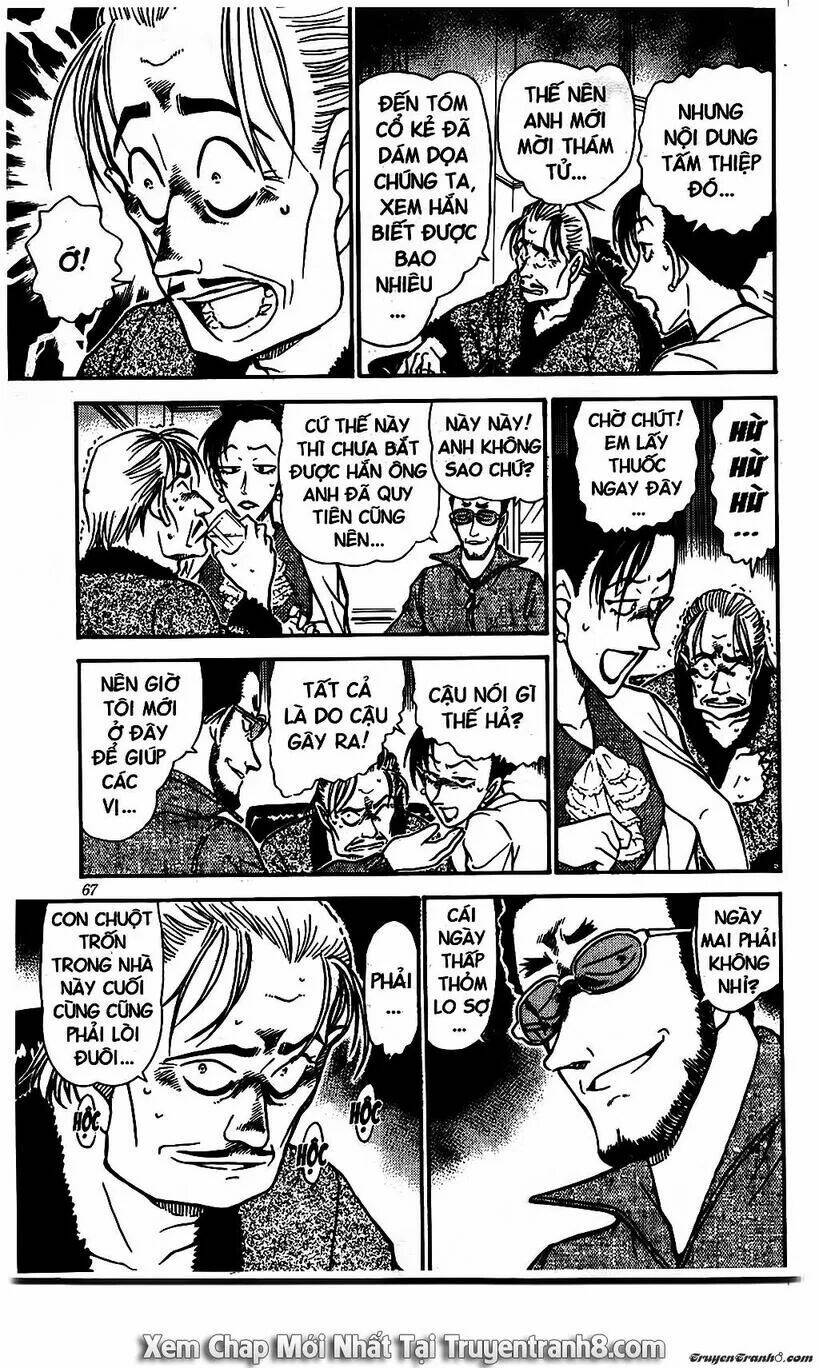 NHƯNG
NỘI DUNG
TẤM THIỆP
ĐÓ...
THẾ NÊN
ANH MỚI
MỜI THÁM
TỬ...
ĐẾN TÓM
CỔ KẺ ĐÃ
DÁM DỌA
CHÚNG TA,
XEM HẮN
BIẾT ĐƯỢC
BAO
NHIÊU
...
Ớ!
HỪ
HỪ
HỪ
...
CHỜ CHÚT!
EM LẤY
THUỐC
NGAY ĐÂY
...
NÀY NÀY!
ANH KHÔNG
SAO CHỨ?
CỨ THẾ NÀY
THÌ CHƯA BẮT
ĐƯỢC HẮN ÔNG
ANH ĐÃ QUY
TIÊN CŨNG
NÊN...
CẬU NÓI GÌ
THẾ HẢ?
TẤT CẢ
LÀ DO CẬU
GÂY RA!
NÊN GIỜ
TÔI MỚI
Ở ĐÂY
ĐỂ GIÚP
CÁC
VỊ...
67
NGÀY
MAI PHẢI
KHÔNG
NHỈ?
CÁI
NGÀY
THẤP
THỎM
LO SỢ
...
PHẢI
...
CON CHUỘT
TRỐN
TRONG NHÀ
NÀY CUỐI
CÙNG CŨNG
PHẢI LÒI
ĐUÔI...
HỘC
HỘC
HỘC
Xem Chap Mới Nhất Tại Truyentranh8.com
TruyenTranh8.com